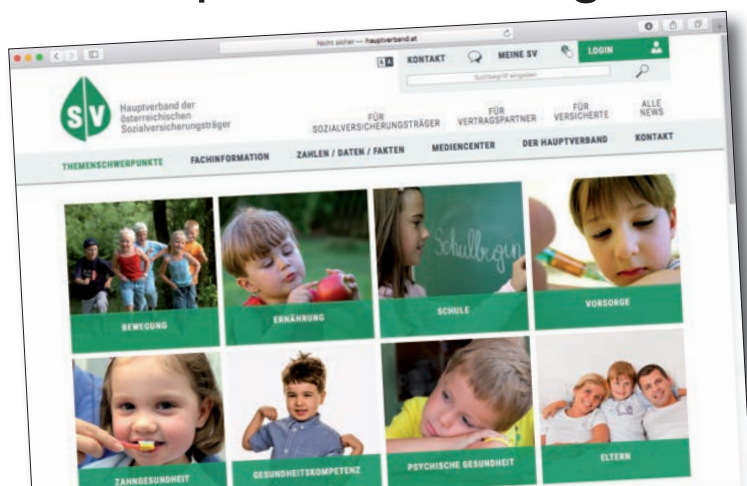 Nicht sicher — hauptverband.at
KONTAKT
MEINE SV
LOGIN
Suchbegriff eingeben
SV
Hauptverband der
österreichischen
Sozialversicherungsträger
FÜR
SOZIALVERSICHERUNGSTRÄGER
FÜR
VERTRAGSPARTNER
FÜR
VERSICHERTE
ALLE
NEWS
THEMENSCHWERPUNKTE
FACHINFORMATION
ZAHLEN / DATEN / FAKTEN
MEDIENCENTER
DER HAUPTVERBAND
KONTAKT
Schulbegin
BEWEGUNG
ERNÄHRUNG
SCHULE
VORSORGE
ZAHNGESUNDHEIT
GESUNDHEITSKOMPETENZ
PSYCHISCHE GESUNDHEIT
ELTERN